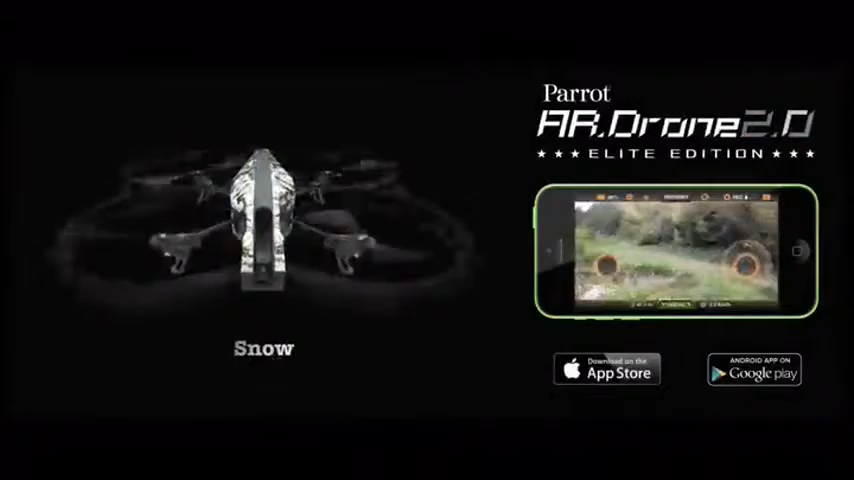 Parrot
AR.Drone2.0
★★★ELITE EDITION★★★
Snow
Download on the
App Store
ANDROID APP ON
Google play